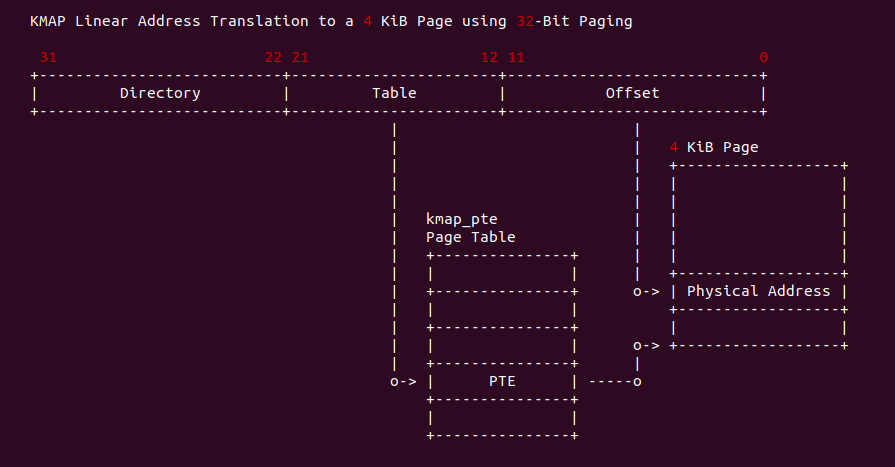 KMAP Linear Address Translation to a 4 KiB Page using 32-Bit Paging
31 22 21 12 11 0
Directory Table Offset
4 KiB Page
kmap_pte
Page Table
o-> Physical Address
o->
o-> PTE -----o